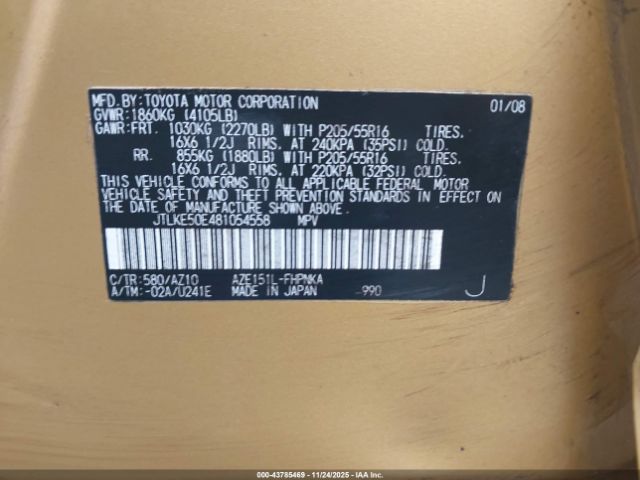 MFD.BY:TOYOTA MOTOR CORPORATION 01/08
GVWR:1860KG (4105LB)
GAWR:FRT. 1030KG (2270LB) WITH P205/55R16 TIRES.
16X6 1/2J RIMS. AT 240KPA (35PSI) COLD.
RR. 855KG (1880LB) WITH P205/55R16 TIRES.
16X6 1/2J RIMS. AT 220KPA (32PSI) COLD.
THIS VEHICLE CONFORMS TO ALL APPLICABLE FEDERAL MOTOR
VEHICLE SAFETY AND THEFT PREVENTION STANDARDS IN EFFECT ON
THE DATE OF MANUFACTURE SHOWN ABOVE.
JTLKE50E481054558 MPV
C/TR:580/AZ10 AZE151L-FHPNKA
A/TM:-02A/U241E MADE IN JAPAN -990 J
000-43785469 - 11/24/2025 - IAAI Inc.